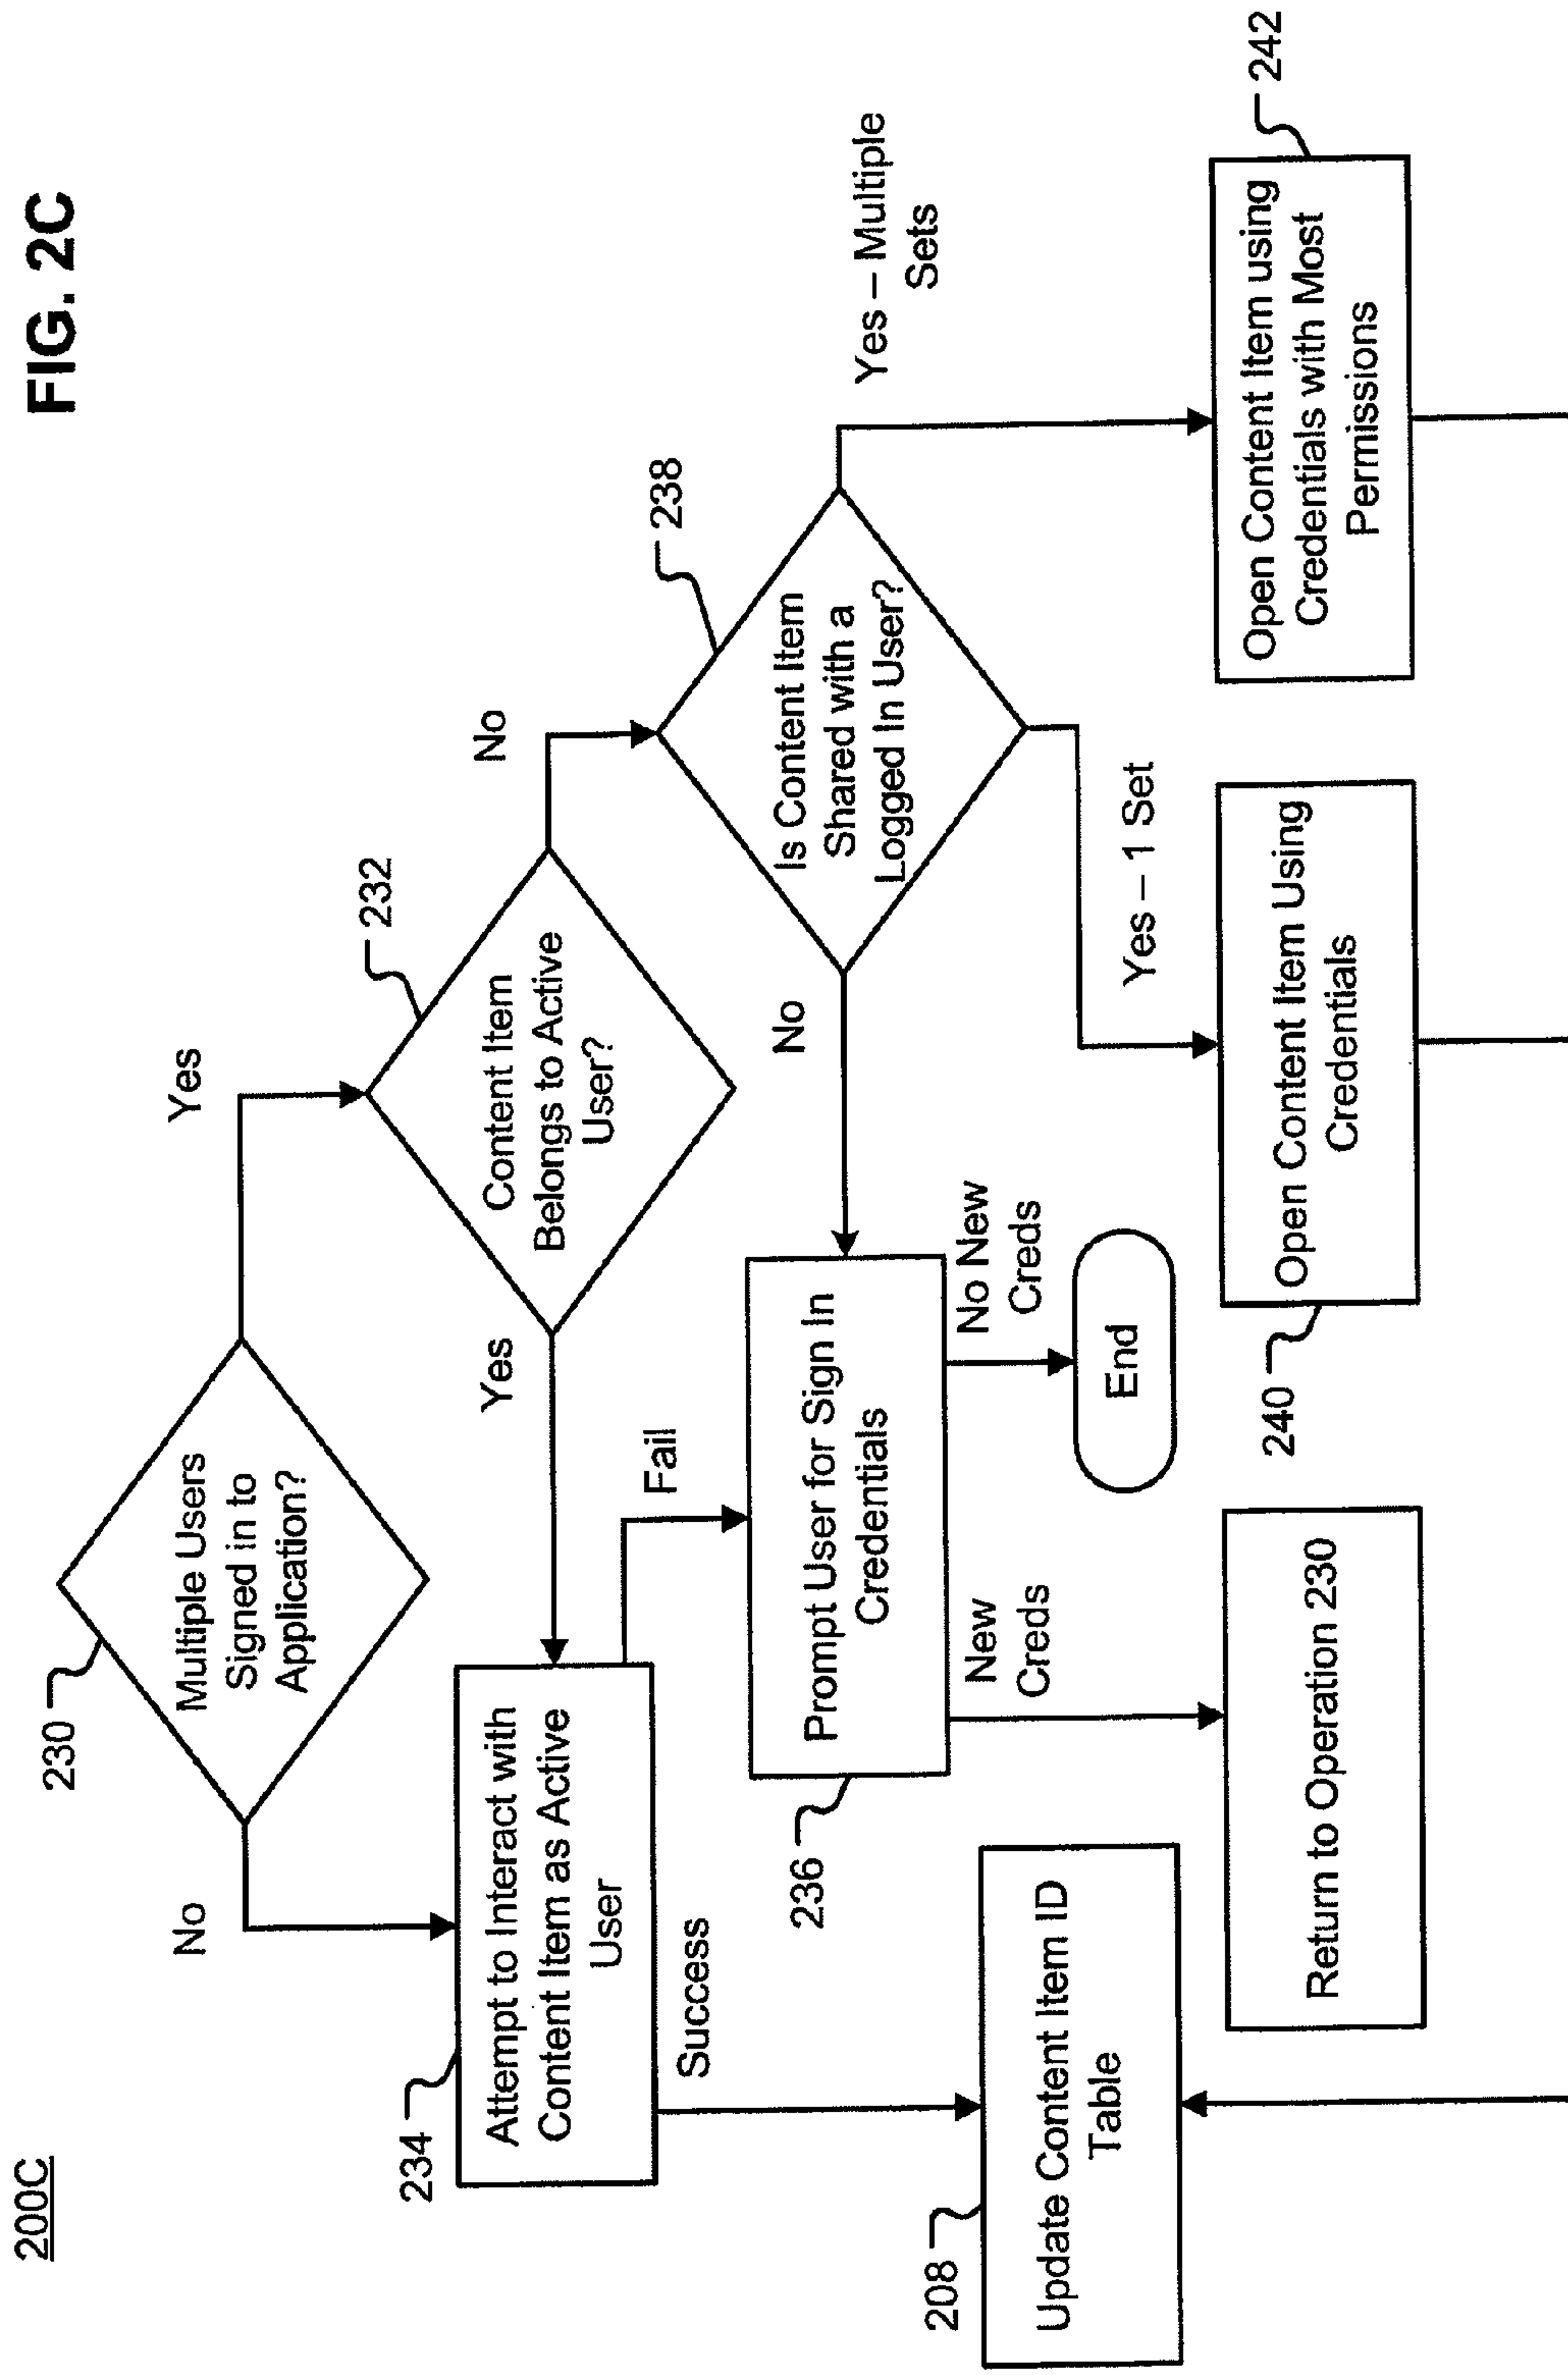 200C
FIG. 2C
230
Multiple Users
Signed in to
Application?
No
Yes
232
Content Item
Belongs to Active
User?
Yes
No
234
Attempt to Interact with
Content Item as Active
User
Success
Fail
238
Is Content Item
Shared with a
Logged In User?
No
Yes – 1 Set
Yes – Multiple
Sets
236
Prompt User for Sign In
Credentials
New
Creds
No New
Creds
End
208
Update Content Item ID
Table
Return to Operation 230
240
Open Content Item Using
Credentials
242
Open Content Item using
Credentials with Most
Permissions